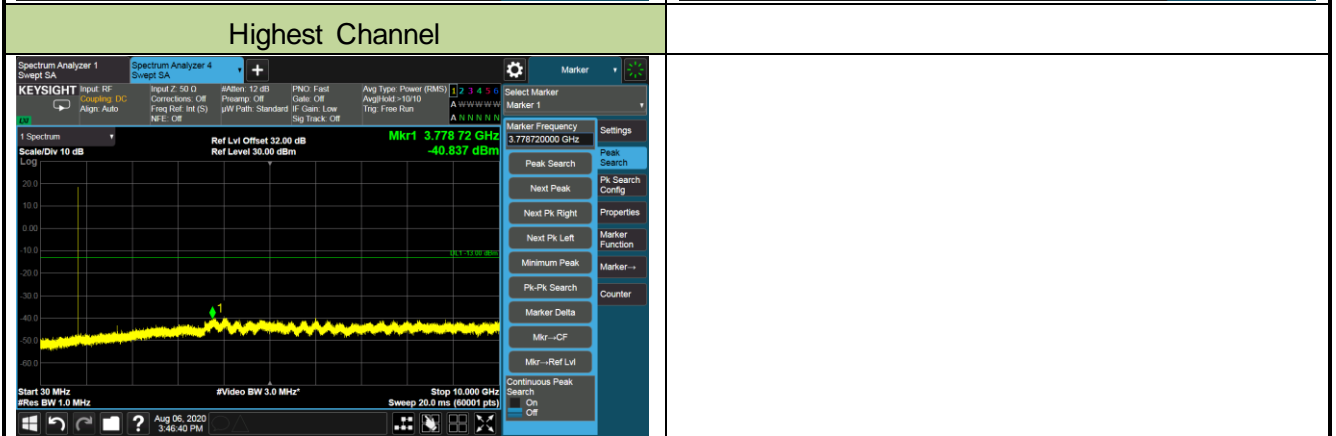 Highest Channel
Spectrum Analyzer 1
Swept SA
Spectrum Analyzer 4
Swept SA
Marker
KEYSIGHT
Input: RF
Coupling: DC
Align: Auto
Input Z: 50 Ω
Corrections: Off
Freq Ref: Int (S)
NFE: Off
#Atten: 12 dB
Preamp: Off
µW Path: Standard
PNO: Fast
Gate: Off
IF Gain: Low
Sig Track: Off
Avg Type: Power (RMS)
Avg|Hold:>10/10
Trig: Free Run
1 2 3 4 5 6
A W W W W W
A N N N N N
LV
Select Marker
Marker 1
1 Spectrum
Scale/Div 10 dB
Log
Ref Lvl Offset 32.00 dB
Ref Level 30.00 dBm
Mkr1 3.778 72 GHz
-40.837 dBm
20.0
10.0
0.00
-10.0
-20.0
-30.0
-40.0
-50.0
-60.0
DL1 -13.00 dBm
1
Start 30 MHz
#Res BW 1.0 MHz
#Video BW 3.0 MHz*
Stop 10.000 GHz
Sweep 20.0 ms (60001 pts)
Marker Frequency
3.778720000 GHz
Peak Search
Next Peak
Next Pk Right
Next Pk Left
Minimum Peak
Pk-Pk Search
Marker Delta
Mkr→CF
Mkr→Ref Lvl
Continuous Peak
Search
On
Off
Settings
Peak
Search
Pk Search
Config
Properties
Marker
Function
Marker→
Counter
?
Aug 06, 2020
3:46:40 PM